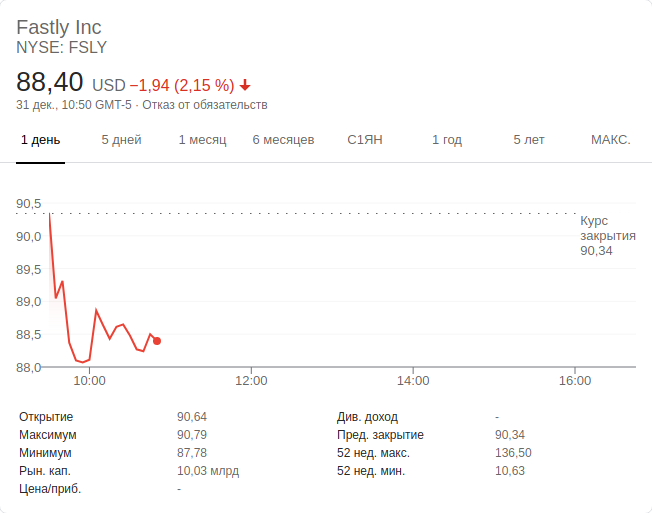 Fastly Inc
NYSE: FSLY
88,40 USD −1,94 (2,15 %)
31 дек., 10:50 GMT-5 · Отказ от обязательств
1 день 5 дней 1 месяц 6 месяцев С1ЯН 1 год 5 лет МАКС.
90,5
90,0
89,5
89,0
88,5
88,0
Курс
закрытия
90,34
10:00 12:00 14:00 16:00
Открытие 90,64 Див. доход -
Максимум 90,79 Пред. закрытие 90,34
Минимум 87,78 52 нед. макс. 136,50
Рын. кап. 10,03 млрд 52 нед. мин. 10,63
Цена/приб. -